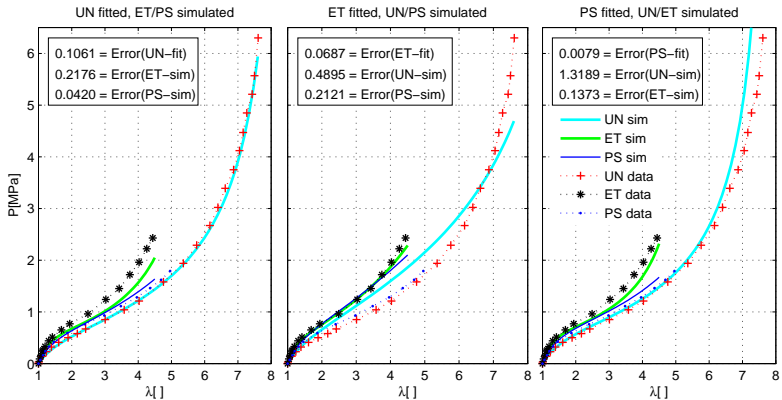 UN fitted, ET/PS simulated
0.1061 = Error(UN−fit)
0.2176 = Error(ET−sim)
0.0420 = Error(PS−sim)
P[MPa]
0
1
2
3
4
5
6
1 2 3 4 5 6 7 8
λ[ ]
ET fitted, UN/PS simulated
0.0687 = Error(ET−fit)
0.4895 = Error(UN−sim)
0.2121 = Error(PS−sim)
1 2 3 4 5 6 7 8
λ[ ]
PS fitted, UN/ET simulated
0.0079 = Error(PS−fit)
1.3189 = Error(UN−sim)
0.1373 = Error(ET−sim)
UN sim
ET sim
PS sim
UN data
ET data
PS data
1 2 3 4 5 6 7 8
λ[ ]